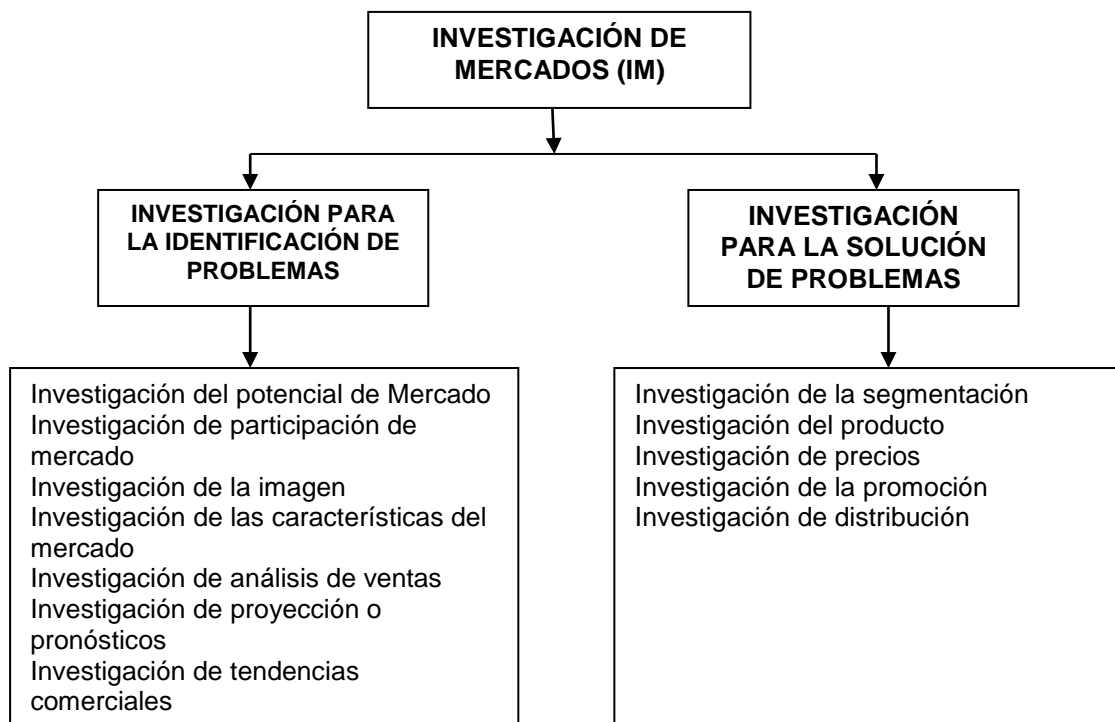 INVESTIGACIÓN DE
MERCADOS (IM)
INVESTIGACIÓN PARA
LA IDENTIFICACIÓN DE
PROBLEMAS
INVESTIGACIÓN
PARA LA SOLUCIÓN
DE PROBLEMAS
Investigación del potencial de Mercado
Investigación de participación de
mercado
Investigación de la imagen
Investigación de las características del
mercado
Investigación de análisis de ventas
Investigación de proyección o
pronósticos
Investigación de tendencias
comerciales
Investigación de la segmentación
Investigación del producto
Investigación de precios
Investigación de la promoción
Investigación de distribución